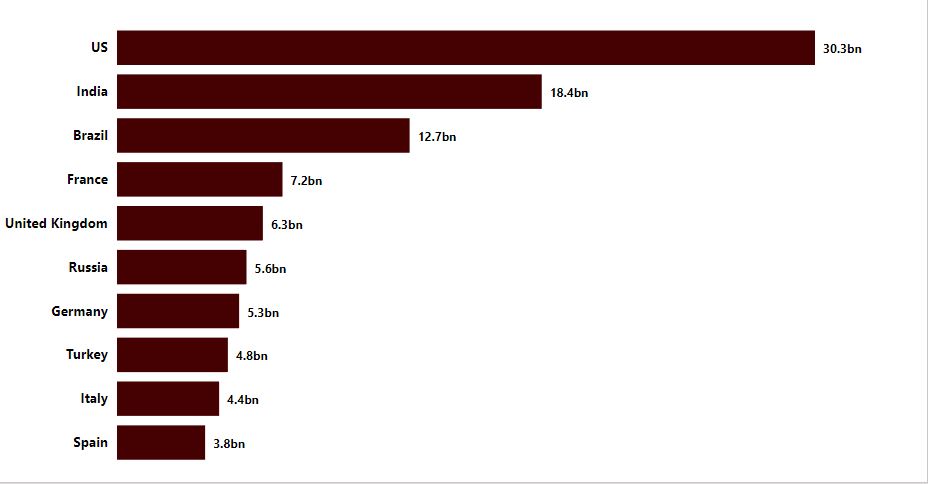 US 30.3bn
India 18.4bn
Brazil 12.7bn
France 7.2bn
United Kingdom 6.3bn
Russia 5.6bn
Germany 5.3bn
Turkey 4.8bn
Italy 4.4bn
Spain 3.8bn